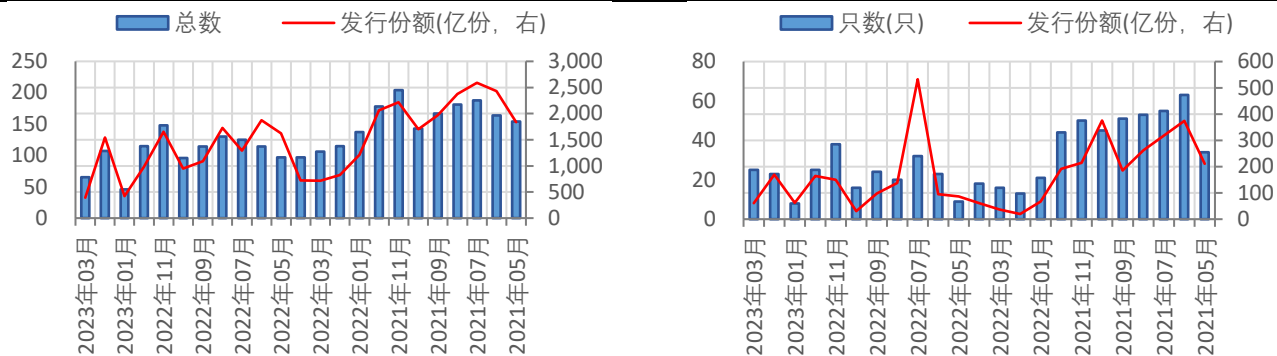 总数
发行份额(亿份，右)
250
200
150
100
50
0
3,000
2,500
2,000
1,500
1,000
500
0
2023年03月
2023年01月
2022年11月
2022年09月
2022年07月
2022年05月
2022年03月
2022年01月
2021年11月
2021年09月
2021年07月
2021年05月
只数(只)
发行份额(亿份，右)
80
60
40
20
0
600
500
400
300
200
100
0
2023年03月
2023年01月
2022年11月
2022年09月
2022年07月
2022年05月
2022年03月
2022年01月
2021年11月
2021年09月
2021年07月
2021年05月